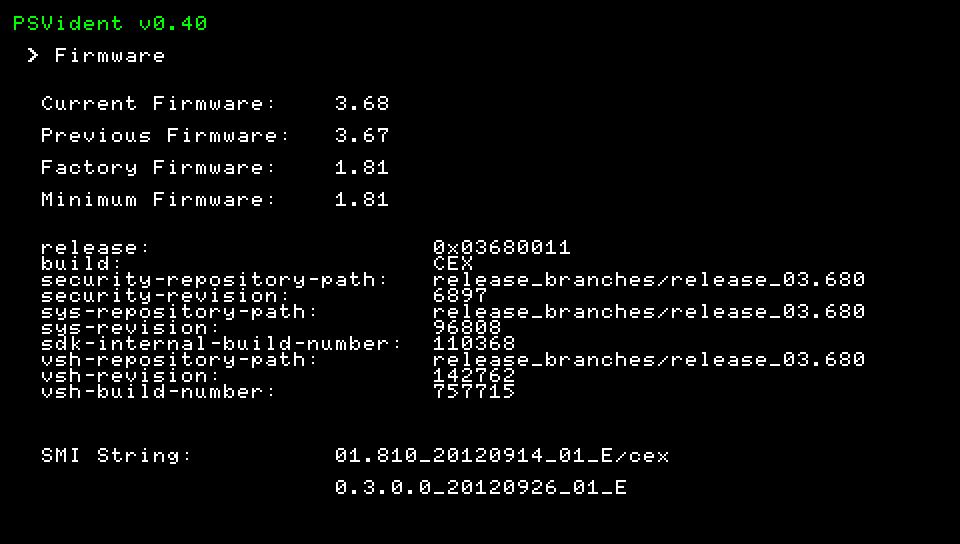 PSVident v0.40
> Firmware
Current Firmware: 3.68
Previous Firmware: 3.67
Factory Firmware: 1.81
Minimum Firmware: 1.81
release: 0x03680011
build: CEX
security-repository-path: release_branches/release_03.680
security-revision: 6897
sys-repository-path: release_branches/release_03.680
sys-revision: 96808
sdk-internal-build-number: 110368
vsh-repository-path: release_branches/release_03.680
vsh-revision: 142762
vsh-build-number: 757715
SMI String: 01.810_20120914_01_E/cex
0.3.0.0_20120926_01_E